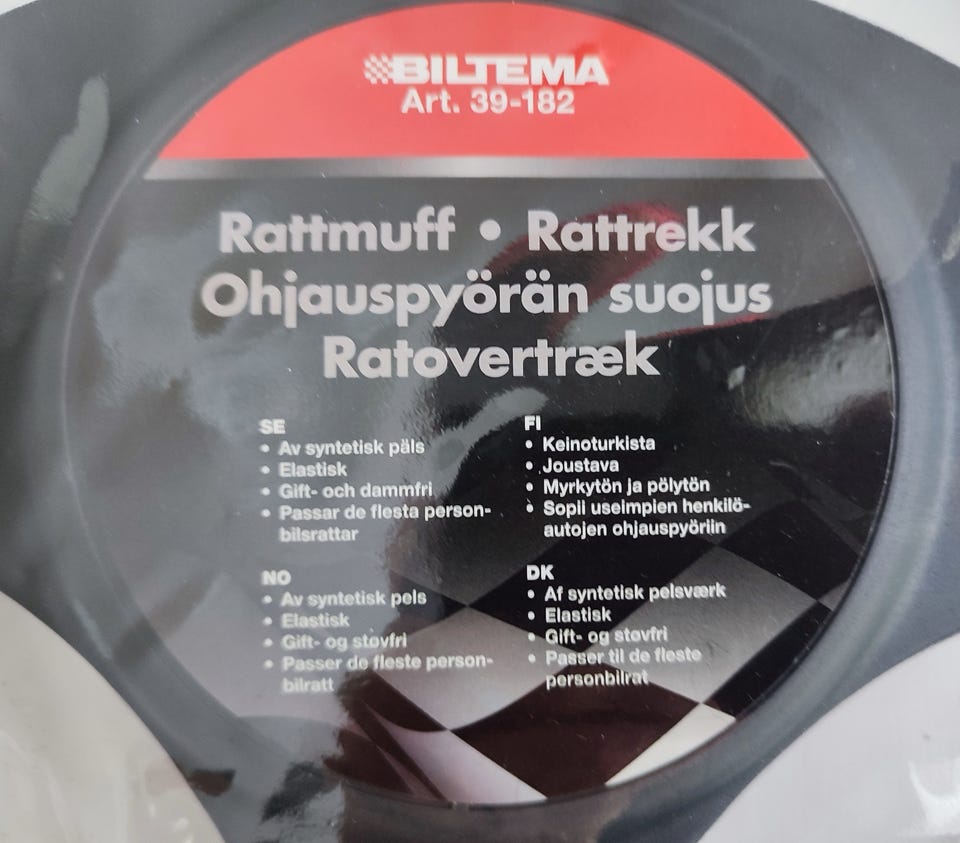 BILTEMA
Art. 39-182
Rattmuff • Rattrekk
Ohjauspyörän suojus
Ratovertræk
SE
• Av syntetisk päls
• Elastisk
• Gift- och dammfri
• Passar de flesta person-
bilsrattar
FI
• Keinoturkista
• Joustava
• Myrkytön ja pölytön
• Sopii useimpien henkilö-
autojen ohjauspyöriin
NO
• Av syntetisk pels
• Elastisk
• Gift- og støvfri
• Passer de fleste person-
bilratt
DK
• Af syntetisk pelsværk
• Elastisk
• Gift- og støvfri
• Passer til de fleste
personbilrat